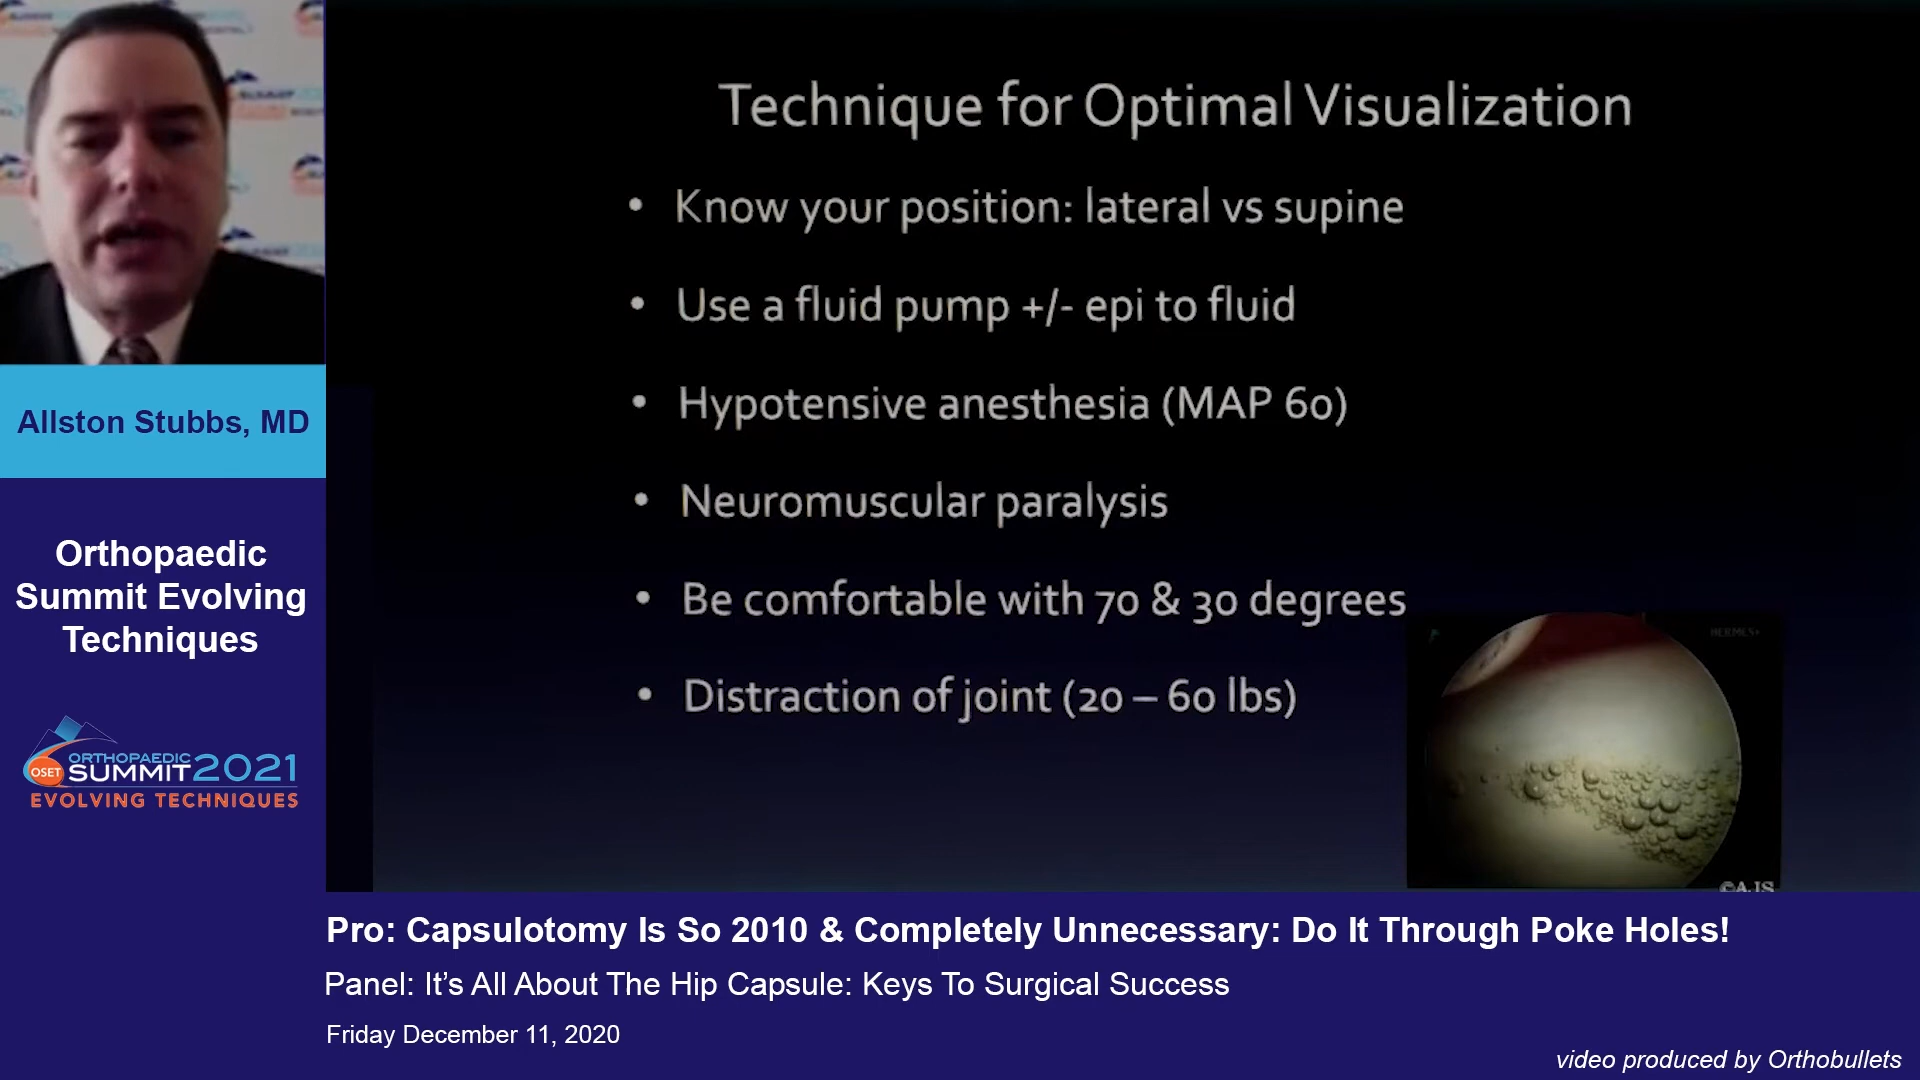 Technique for Optimal Visualization
• Know your position: lateral vs supine
• Use a fluid pump +/- epi to fluid
• Hypotensive anesthesia (MAP 60)
• Neuromuscular paralysis
• Be comfortable with 70 & 30 degrees
• Distraction of joint (20 – 60 lbs)
HERMES+
©AJS
Allston Stubbs, MD
Orthopaedic
Summit Evolving
Techniques
OSET
ORTHOPAEDIC
SUMMIT 2021
EVOLVING TECHNIQUES
Pro: Capsulotomy Is So 2010 & Completely Unnecessary: Do It Through Poke Holes!
Panel: It’s All About The Hip Capsule: Keys To Surgical Success
Friday December 11, 2020
video produced by Orthobullets